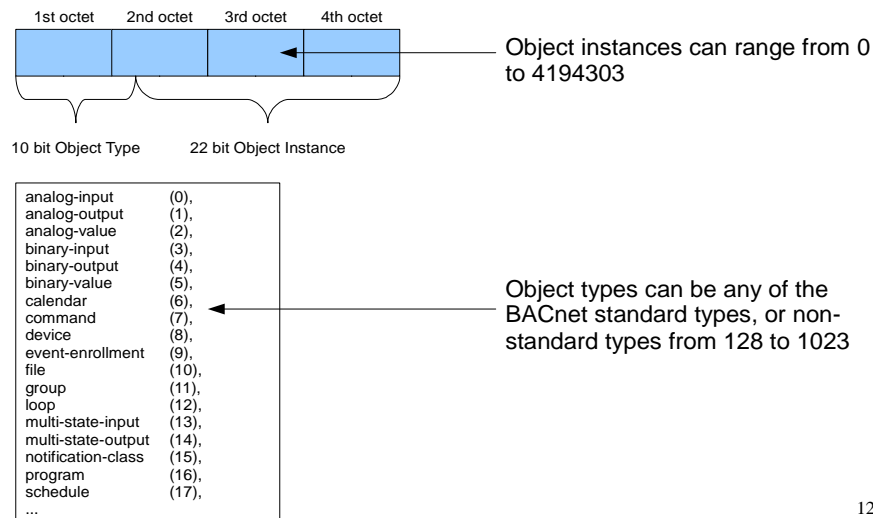 1st octet 2nd octet 3rd octet 4th octet
Object instances can range from 0
to 4194303
10 bit Object Type 22 bit Object Instance
analog-input (0),
analog-output (1),
analog-value (2),
binary-input (3),
binary-output (4),
binary-value (5),
calendar (6),
command (7),
device (8),
event-enrollment (9),
file (10),
group (11),
loop (12),
multi-state-input (13),
multi-state-output (14),
notification-class (15),
program (16),
schedule (17),
...
Object types can be any of the
BACnet standard types, or non-
standard types from 128 to 1023
12